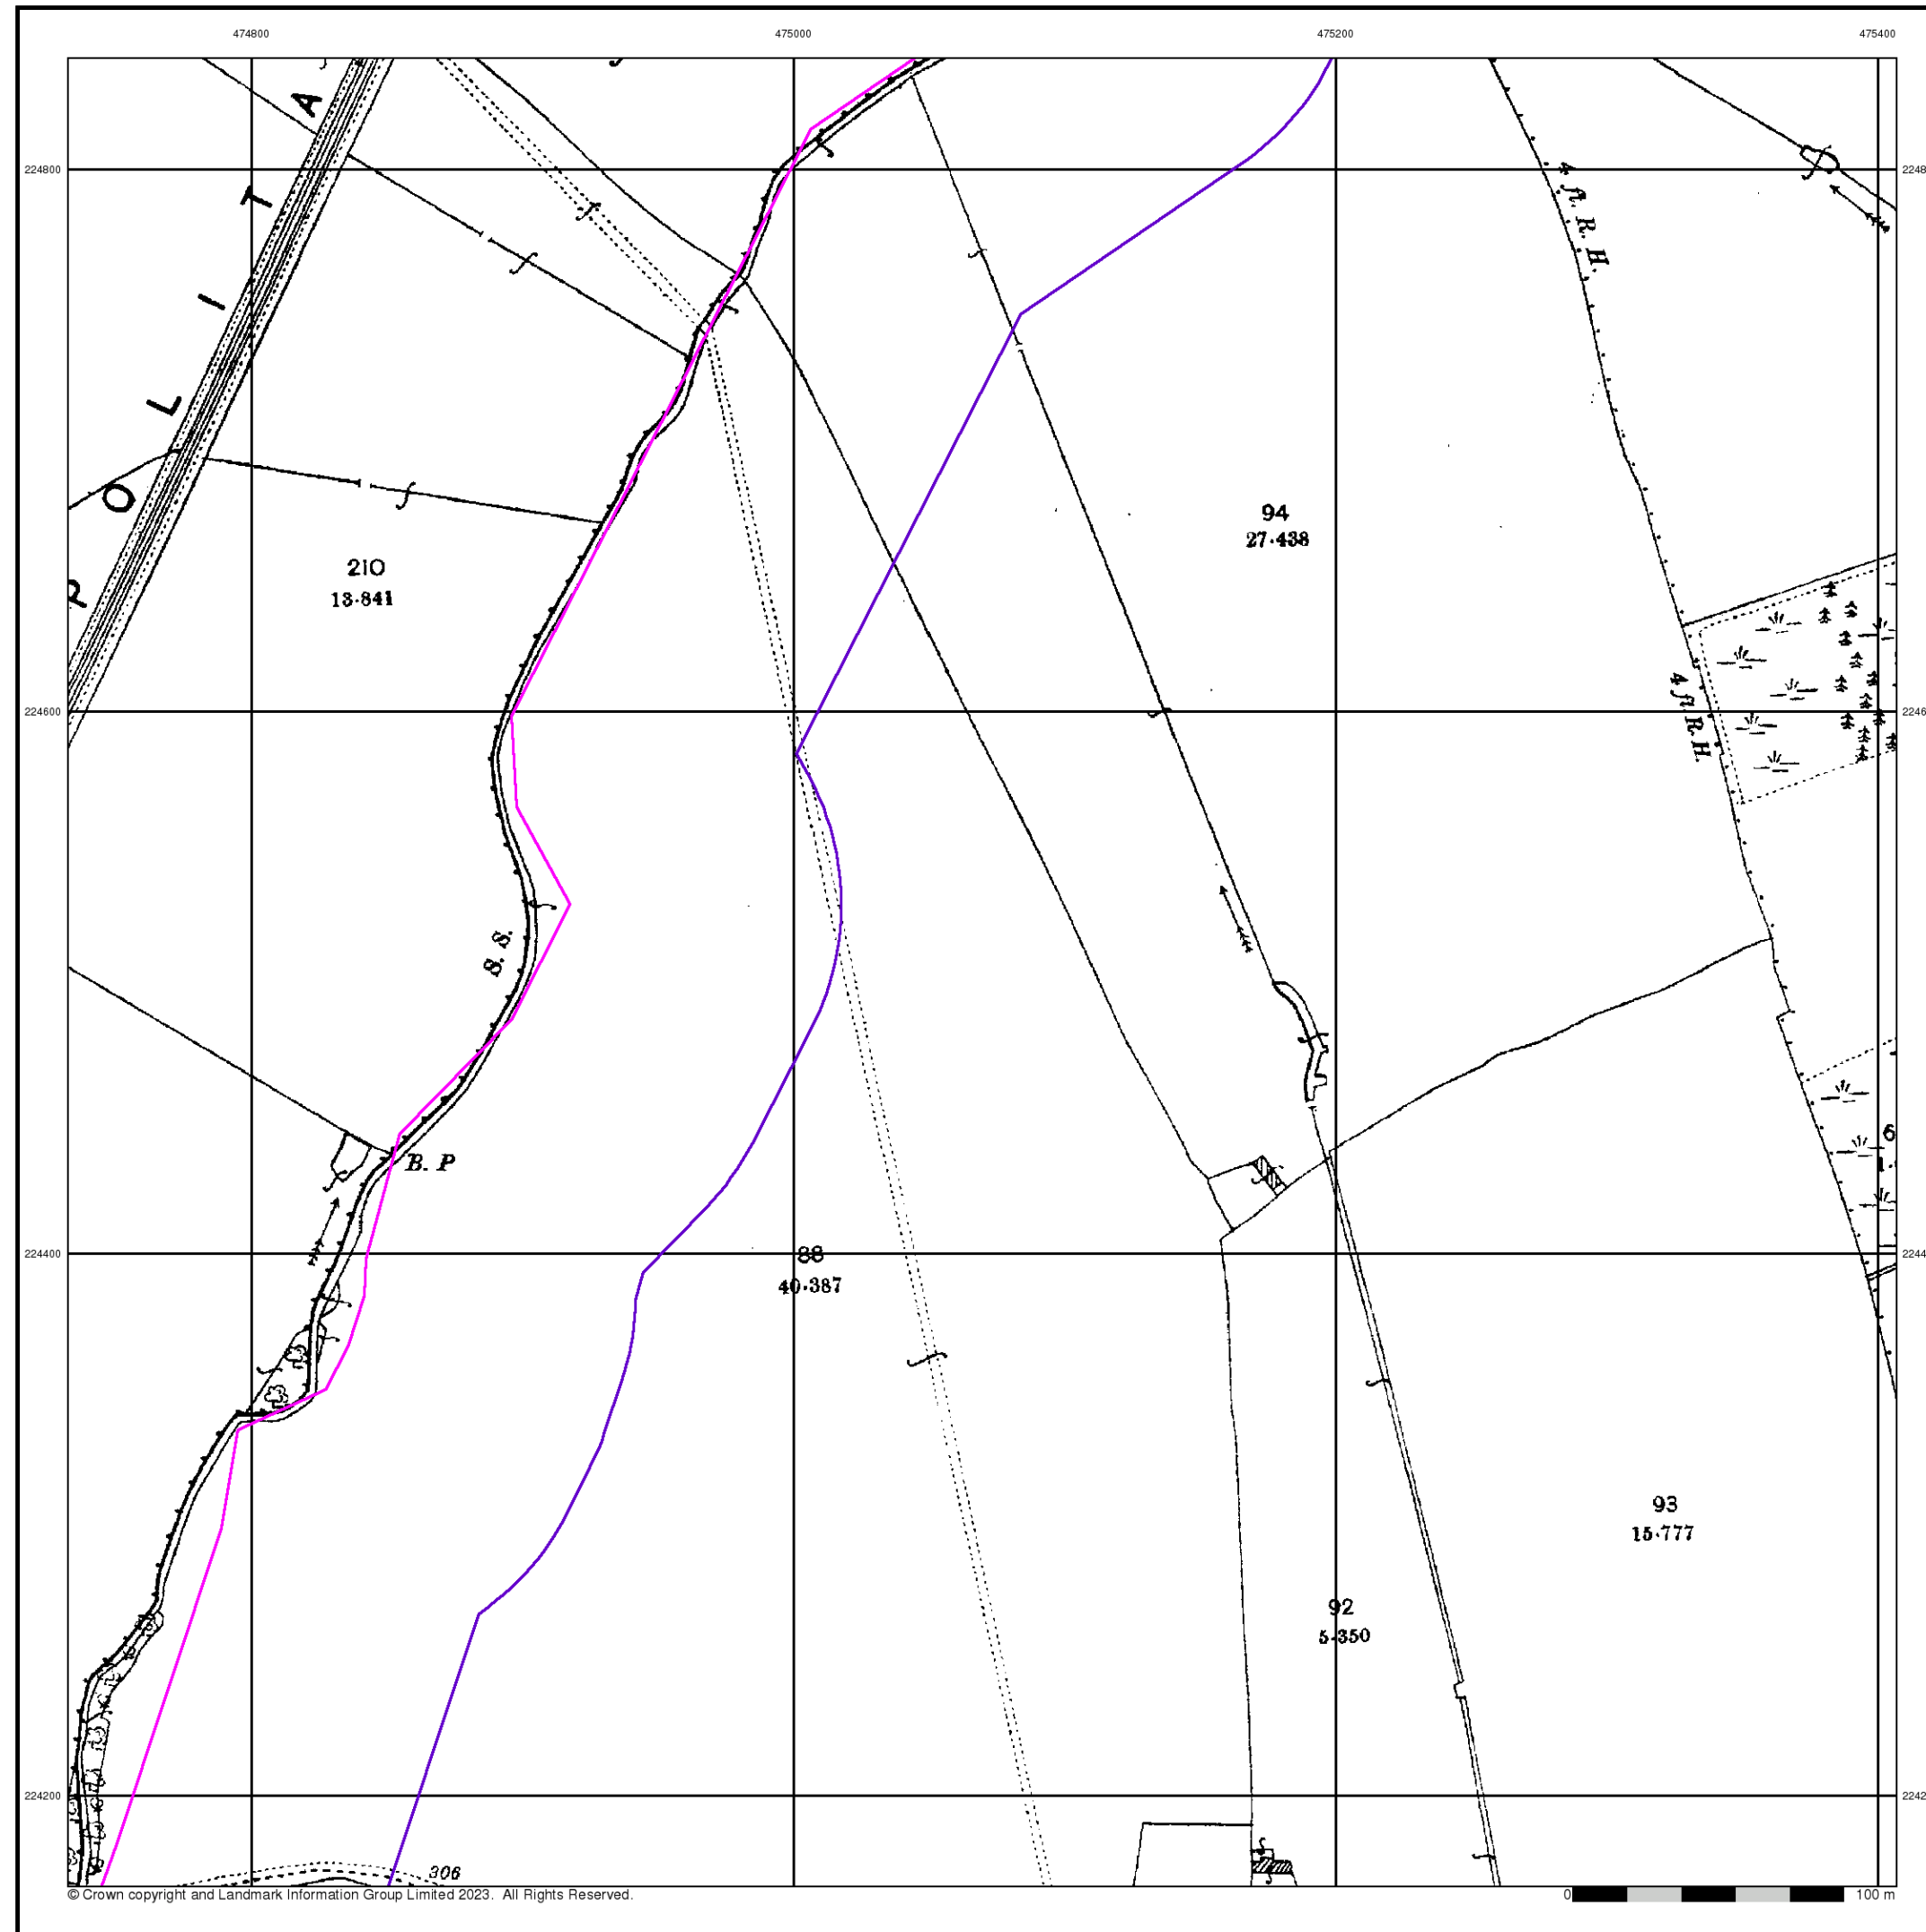 474800 475000 475200 475400
P O L I T A
224800
4 ft. R. H.
94
27·438
210
13·841
4 ft R.H.
224600
S. S.
B. P
224400
88
40·387
93
15·777
92
5·350
224200
306
© Crown copyright and Landmark Information Group Limited 2023. All Rights Reserved.
0 100 m